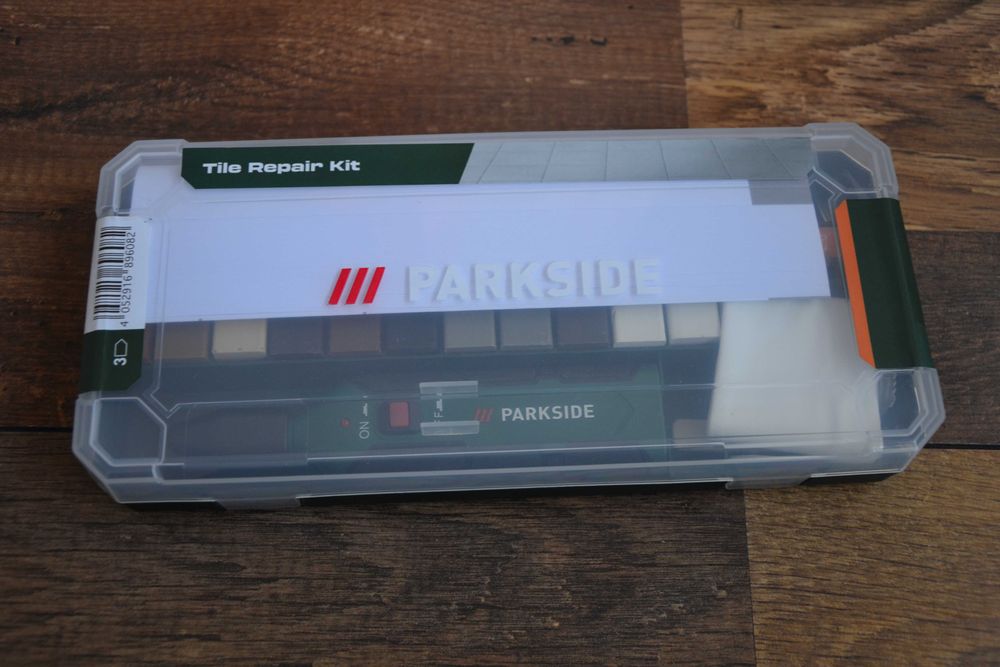 Tile Repair Kit
PARKSIDE
4 052916 896082
3
ON
PARKSIDE